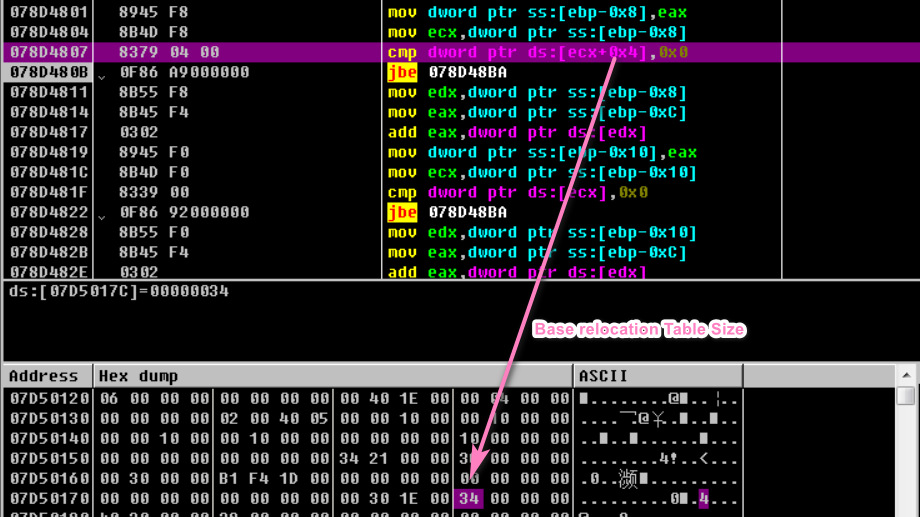 078D4801 8945 F8 mov dword ptr ss:[ebp-0x8],eax
078D4804 8B4D F8 mov ecx,dword ptr ss:[ebp-0x8]
078D4807 8379 04 00 cmp dword ptr ds:[ecx+0x4],0x0
078D480B 0F86 A9000000 jbe 078D48BA
078D4811 8B55 F8 mov edx,dword ptr ss:[ebp-0x8]
078D4814 8B45 F4 mov eax,dword ptr ss:[ebp-0xC]
078D4817 0302 add eax,dword ptr ds:[edx]
078D4819 8945 F0 mov dword ptr ss:[ebp-0x10],eax
078D481C 8B4D F0 mov ecx,dword ptr ss:[ebp-0x10]
078D481F 8339 00 cmp dword ptr ds:[ecx],0x0
078D4822 0F86 92000000 jbe 078D48BA
078D4828 8B55 F0 mov edx,dword ptr ss:[ebp-0x10]
078D482B 8B45 F4 mov eax,dword ptr ss:[ebp-0xC]
078D482E 0302 add eax,dword ptr ds:[edx]
ds:[07D5017C]=00000034
Base relocation Table Size
Address Hex dump ASCII
07D50120 06 00 00 00 00 00 00 00 00 40 1E 00 00 04 00 00
07D50130 00 00 00 00 02 00 40 05 00 00 10 00 00 10 00 00
07D50140 00 00 10 00 00 10 00 00 00 00 00 00 10 00 00 00
07D50150 00 00 00 00 00 00 00 00 34 21 00 00 3C 00 00 00
07D50160 00 30 00 00 B1 F4 1D 00 00 00 00 00 00 00 00 00
07D50170 00 00 00 00 00 00 00 00 00 30 1E 00 34 00 00 00